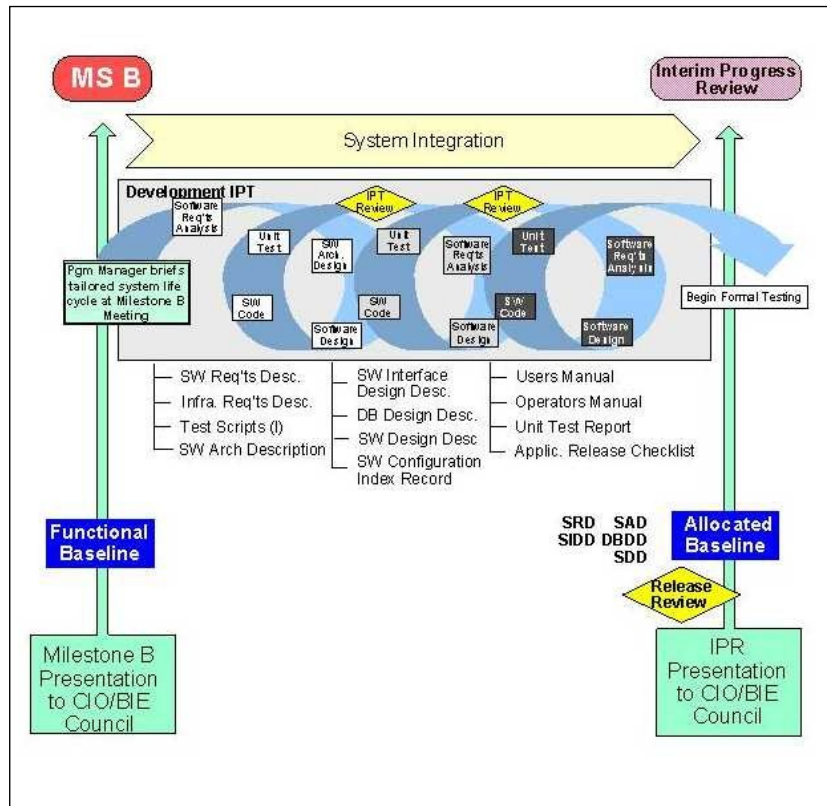 MS B
Interim Progress
Review
System Integration
Development IPT
Software
Req'ts
Analysis
IPT
Review
IPT
Review
Unit
Test
SW
Arch.
Design
Unit
Test
Software
Req'ts
Analysis
Unit
Test
Software
Req'ts
Analysis
Pgm Manager briefs
tailored system life
cycle at Milestone B
Meeting
SW
Code
Software
Design
SW
Code
Software
Design
SW
Code
Software
Design
Begin Formal Testing
SW Req'ts Desc.
Infra. Req'ts Desc.
Test Scripts (I)
SW Arch Description
SW Interface
Design Desc.
DB Design Desc.
SW Design Desc
SW Configuration
Index Record
Users Manual
Operators Manual
Unit Test Report
Applic. Release Checklist
Functional
Baseline
SRD SAD
SIDD DBDD
SDD
Allocated
Baseline
Release
Review
Milestone B
Presentation
to CIO/BIE
Council
IPR
Presentation
to CIO/BIE
Council